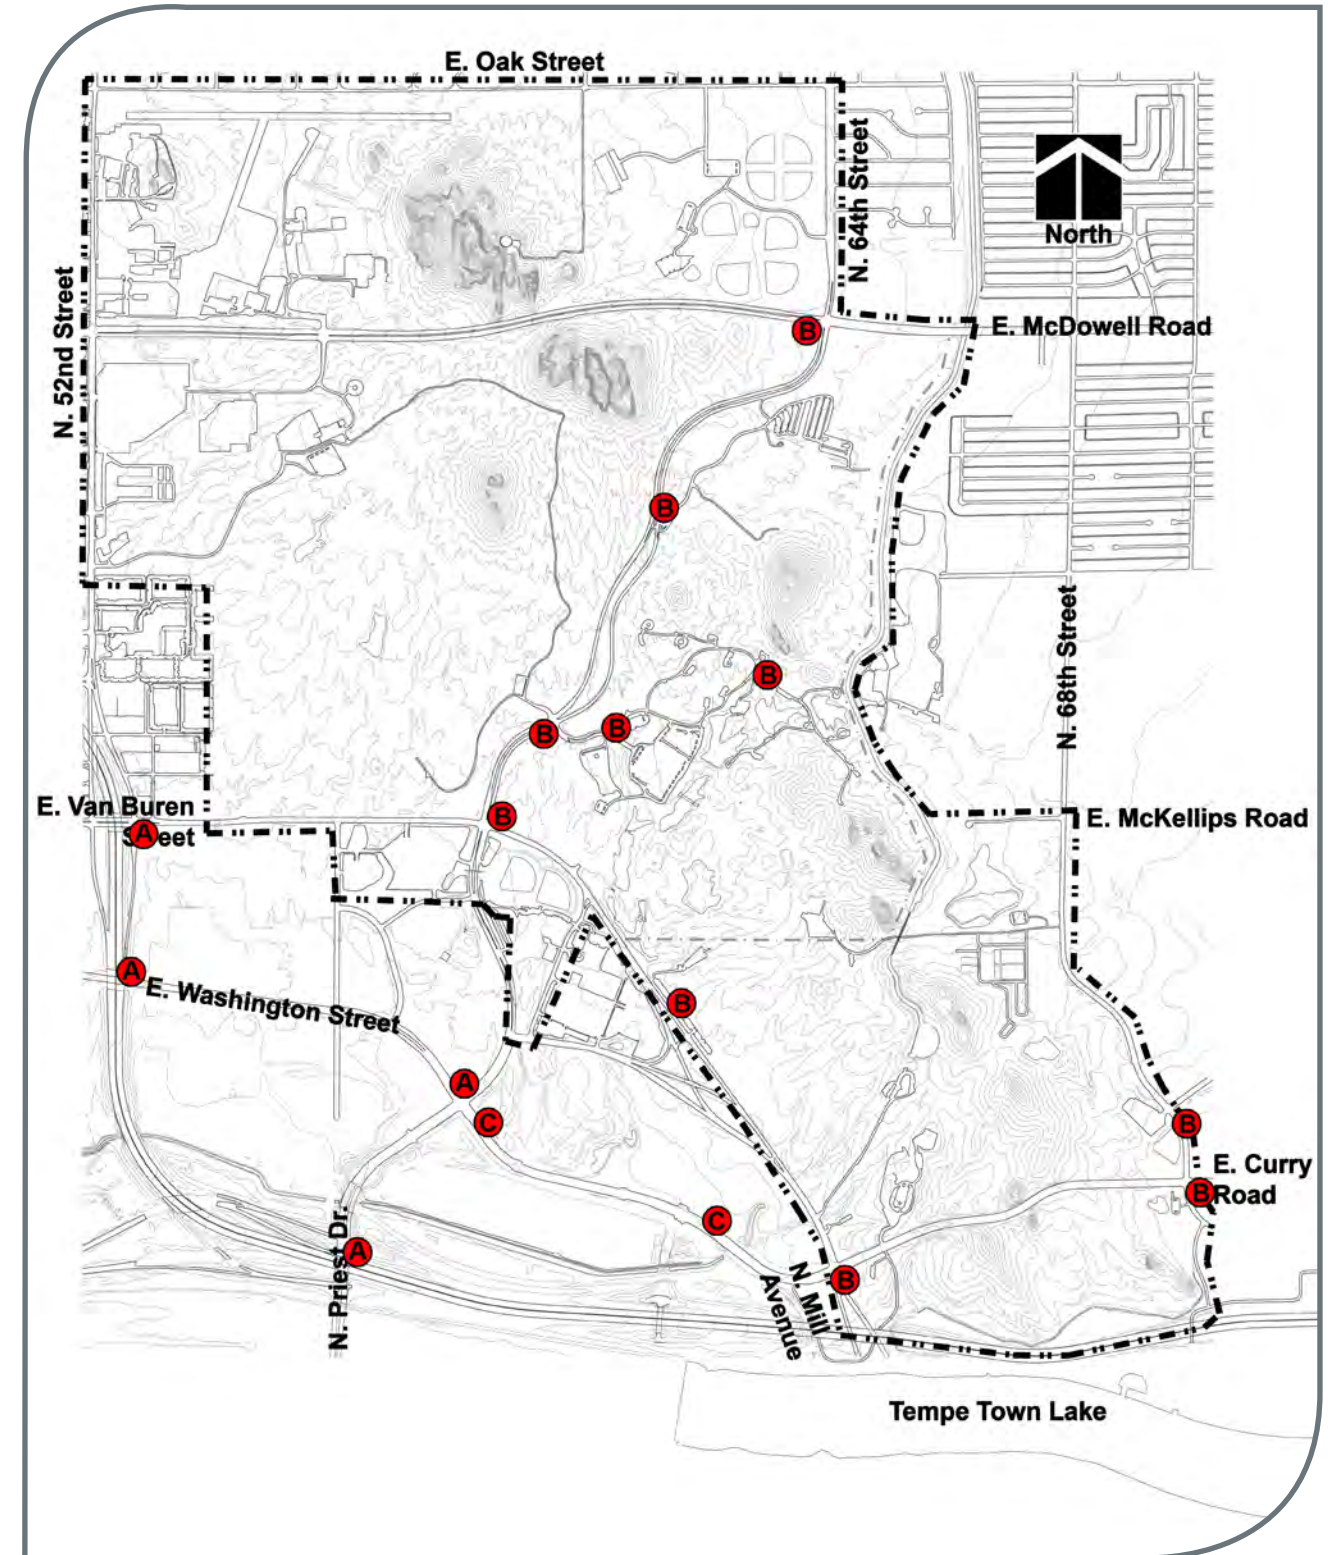 E. Oak Street
N. 64th Street
North
N. 52nd Street
B
E. McDowell Road
B
N. 68th Street
B
B
B
E. Van Buren
Street
A
B
E. McKellips Road
A
E. Washington Street
B
A
C
B
E. Curry
Road
B
C
N. Priest Dr.
A
B
N. Mill
Avenue
Tempe Town Lake